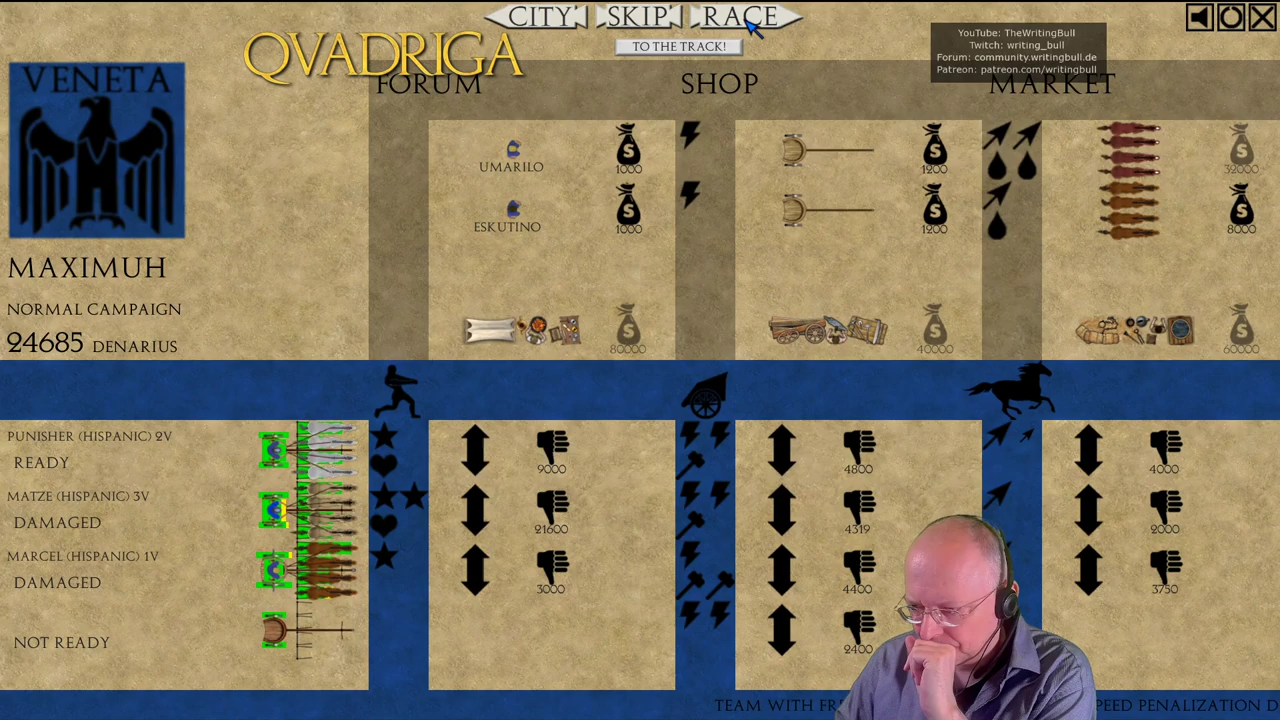 CITY
SKIP
RACE
TO THE TRACK!
QVADRIGA
YouTube: TheWritingBull
Twitch: writing_bull
Forum: community.writingbull.de
Patreon: patreon.com/writingbull
VENETA
FORUM
SHOP
MARKET
UMARILO
S
1000
S
1200
S
32000
ESKUTINO
S
1000
S
1200
S
8000
MAXIMUH
NORMAL CAMPAIGN
24685 DENARIUS
S
80000
S
40000
S
60000
PUNISHER (HISPANIC) 2V
READY
9000
4800
4000
MATZE (HISPANIC) 3V
DAMAGED
21600
4319
2000
MARCEL (HISPANIC) 1V
DAMAGED
3000
4400
3750
NOT READY
2400
TEAM WITH
PEED PENALIZATION D